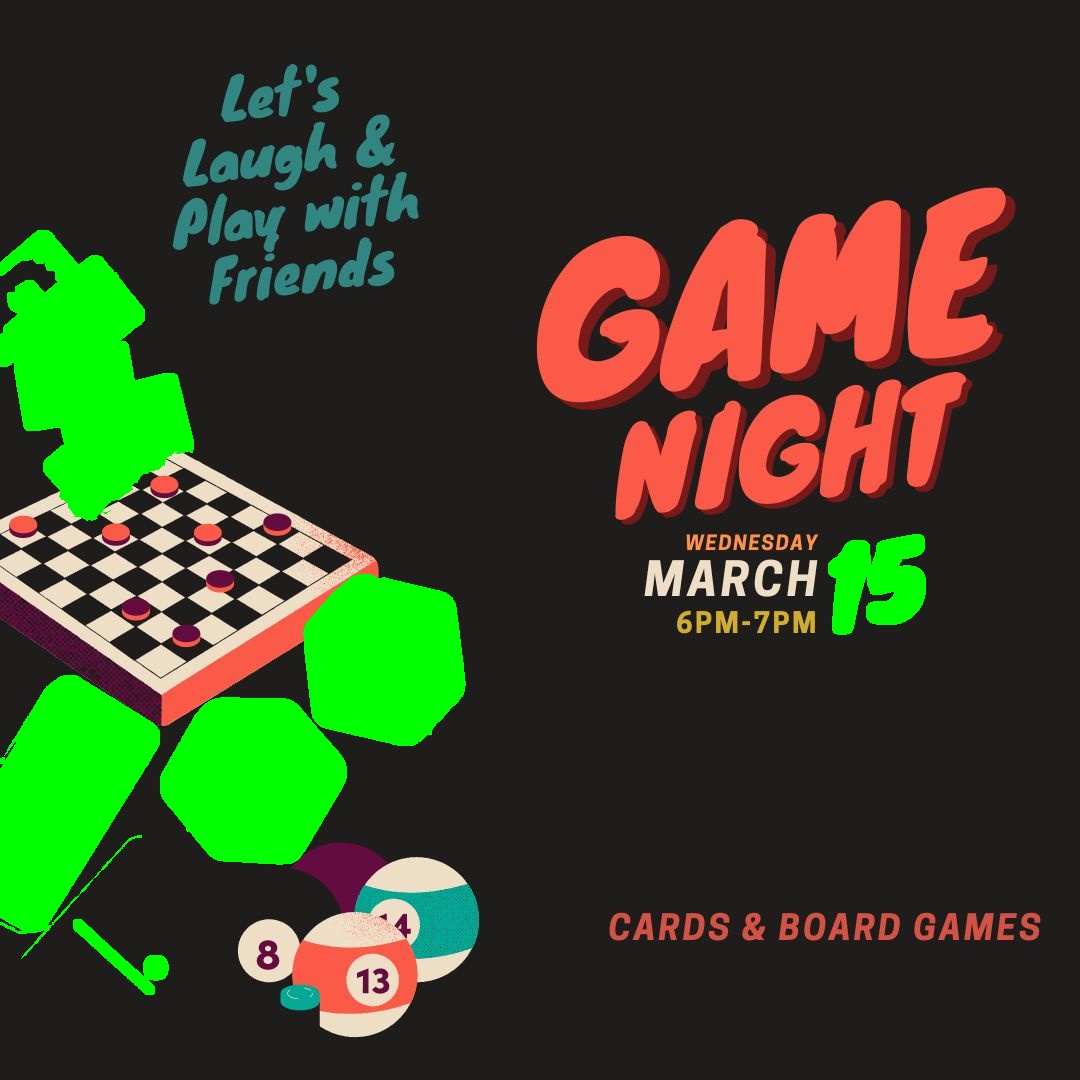 Let's
Laugh &
Play with
Friends
GAME
NIGHT
WEDNESDAY
MARCH 15
6PM-7PM
14
8
13
CARDS & BOARD GAMES